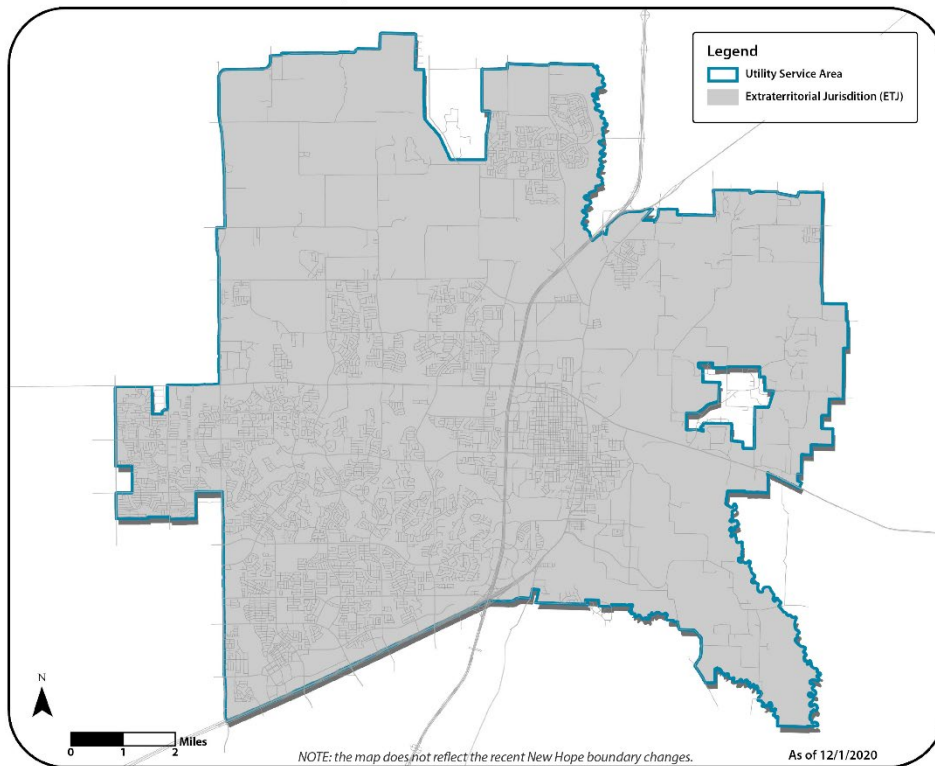 Legend
Utility Service Area
Extraterritorial Jurisdition (ETJ)
N
0 1 2 Miles
NOTE: the map does not reflect the recent New Hope boundary changes.
As of 12/1/2020